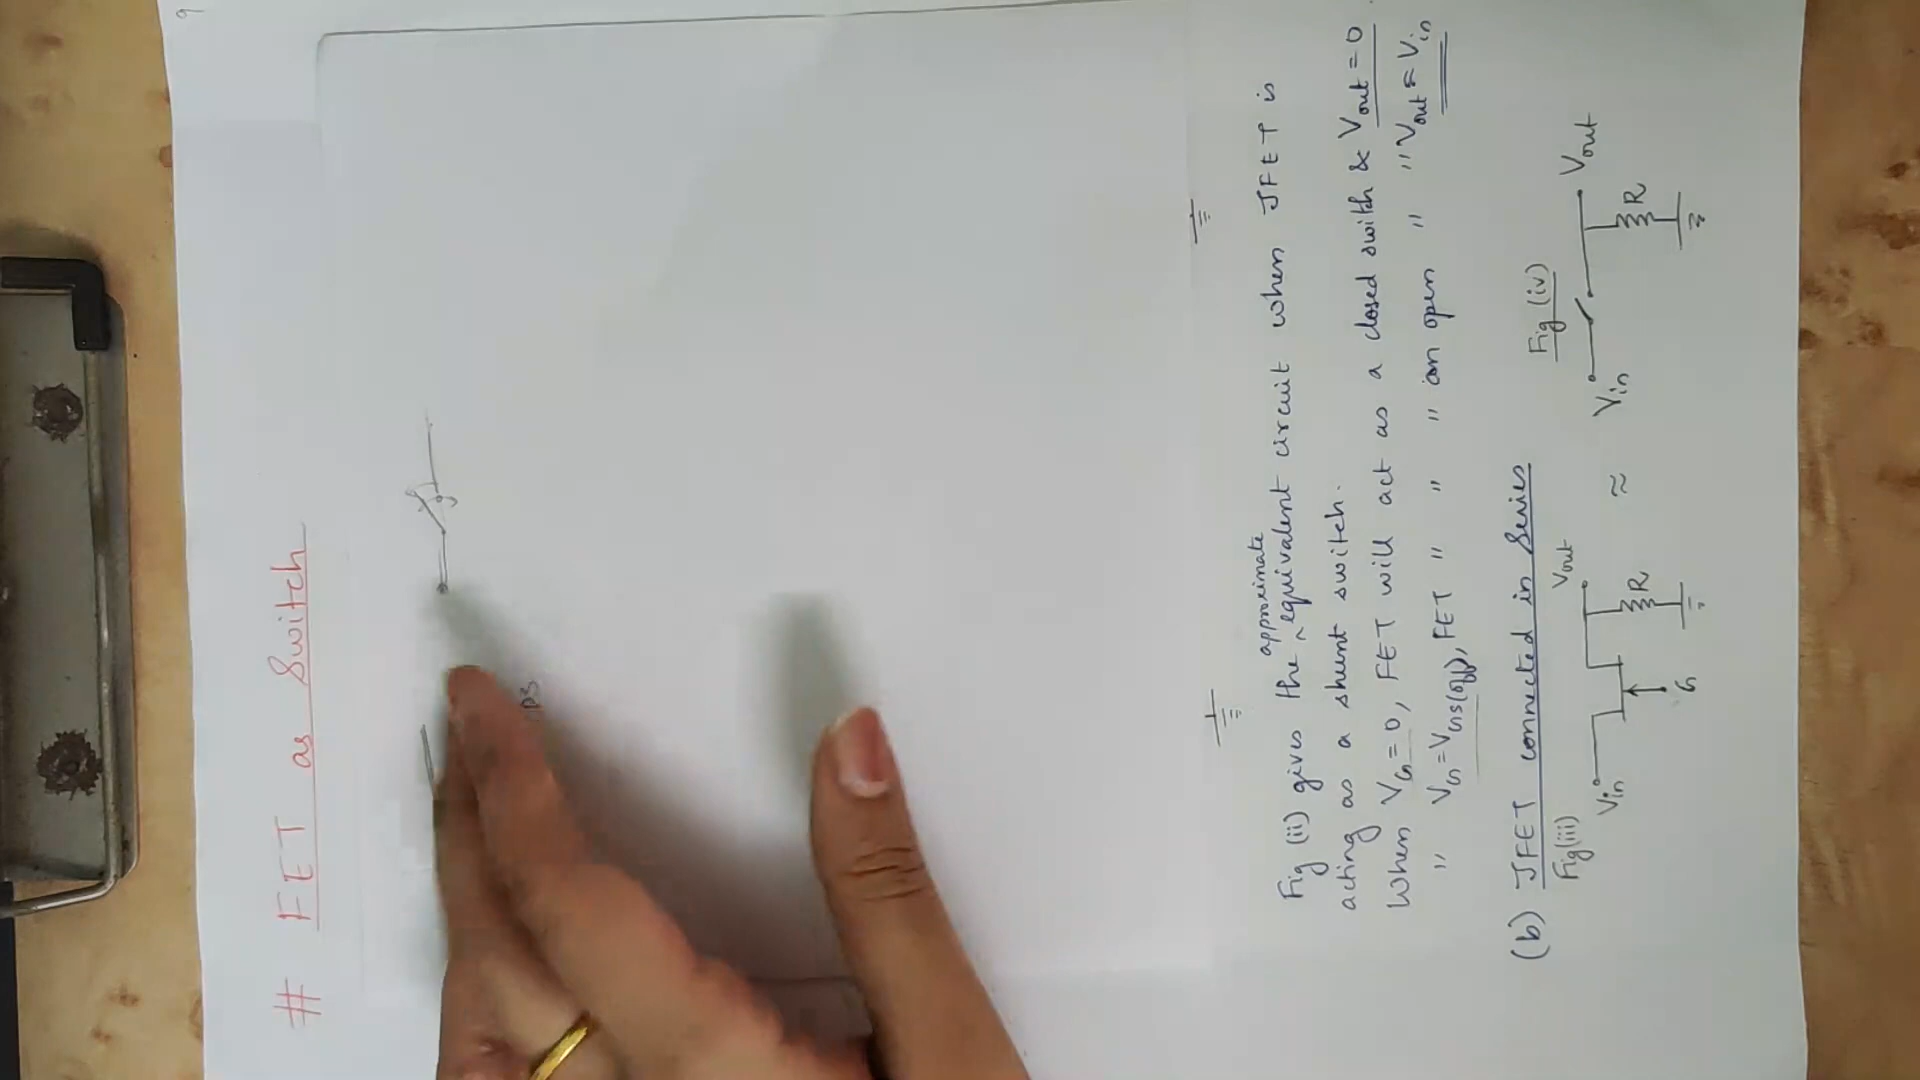 # FET as Switch
Fig (ii) gives the approximate equivalent circuit when JFET is
acting as a shunt switch.
When VG = 0, FET will act as a closed switch & Vout = 0
" VG = VGS(off), FET " " " an open " " Vout ≈ Vin
(b) JFET connected in Series
Fig (iii)
Fig (iv)
Vin
Vout
R
G
≈
Vin
Vout
R